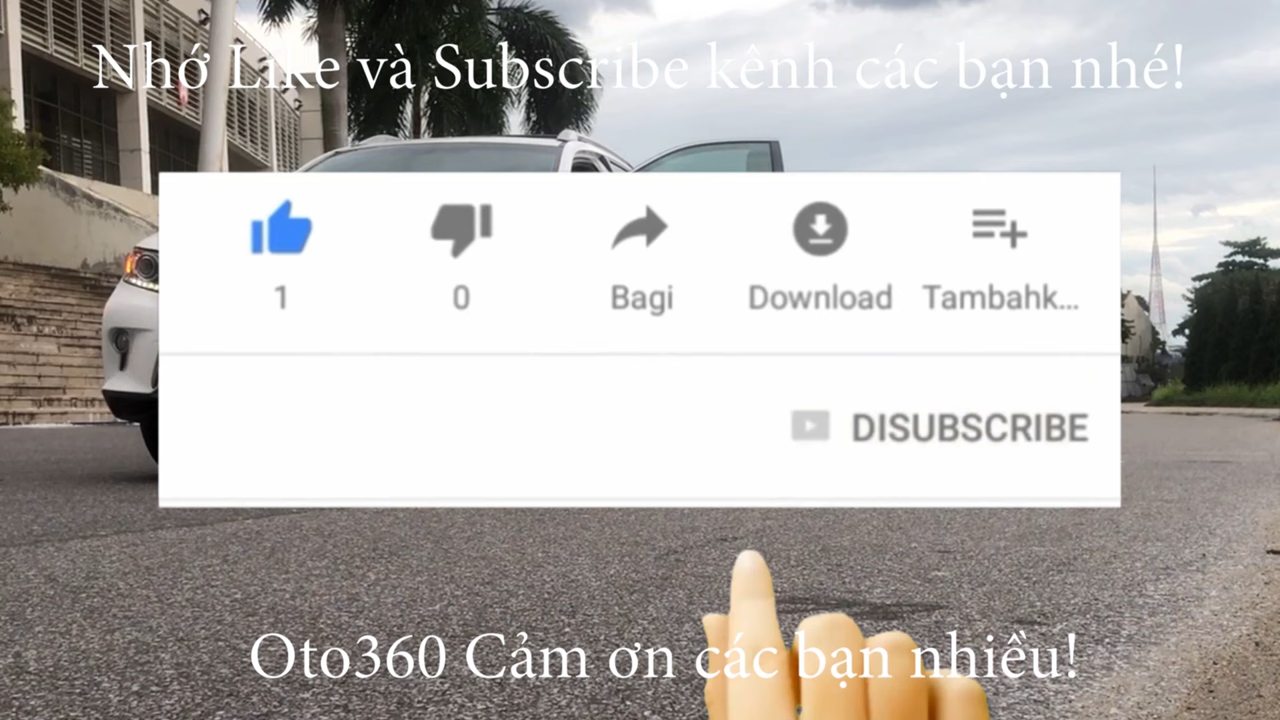 Nhớ Like và Subscribe kênh các bạn nhé!
1
0
Bagi
Download
Tambahk...
DISUBSCRIBE
Oto360 Cảm ơn các bạn nhiều!